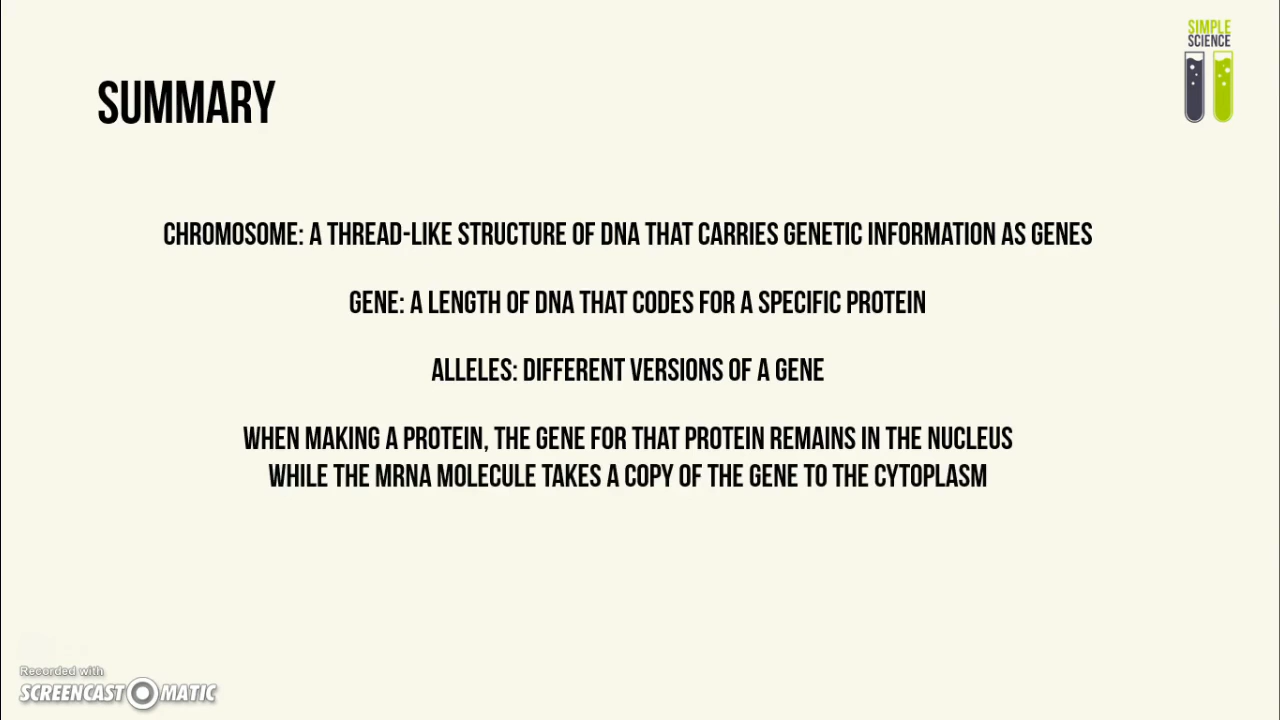 SIMPLE
SCIENCE
SUMMARY
CHROMOSOME: A THREAD-LIKE STRUCTURE OF DNA THAT CARRIES GENETIC INFORMATION AS GENES
GENE: A LENGTH OF DNA THAT CODES FOR A SPECIFIC PROTEIN
ALLELES: DIFFERENT VERSIONS OF A GENE
WHEN MAKING A PROTEIN, THE GENE FOR THAT PROTEIN REMAINS IN THE NUCLEUS
WHILE THE MRNA MOLECULE TAKES A COPY OF THE GENE TO THE CYTOPLASM
Recorded with
SCREENCAST MATIC